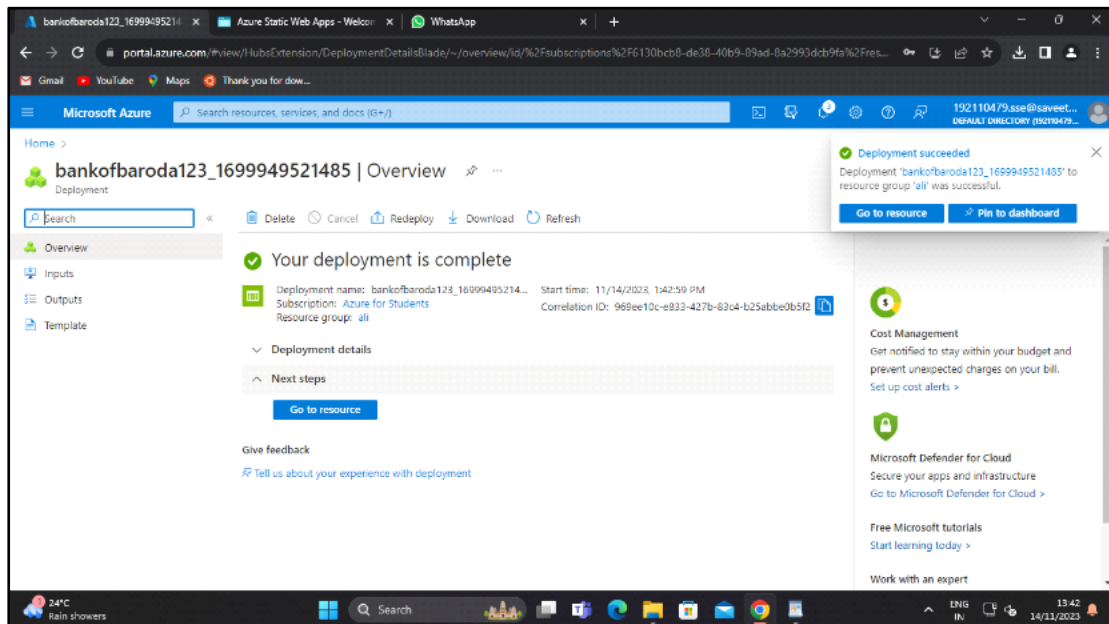 bankofbaroda123_16999495214
Azure Static Web Apps - Welcon
WhatsApp
portal.azure.com/#view/HubsExtension/DeploymentDetailsBlade/~/overview/id/%2Fsubscriptions%2F6130bcb8-de38-40b9-89ad-8a2993dcb9fa%2Fres...
Gmail
YouTube
Maps
Thank you for dow...
Microsoft Azure
Search resources, services, and docs (G+/)
3
192110479.sse@saveet...
DEFAULT DIRECTORY (192110479...
Home >
bankofbaroda123_1699949521485 | Overview
Deployment
Deployment succeeded
Deployment 'bankofbaroda123_1699949521485' to
resource group 'ali' was successful.
Go to resource
Pin to dashboard
Search
Delete
Cancel
Redeploy
Download
Refresh
Overview
Inputs
Outputs
Template
Your deployment is complete
Deployment name: bankofbaroda123_16999495214...
Subscription: Azure for Students
Resource group: ali
Start time: 11/14/2023, 1:42:59 PM
Correlation ID: 969ee10c-e833-427b-83c4-b25abbe0b5f2
Deployment details
Next steps
Go to resource
Give feedback
Tell us about your experience with deployment
Cost Management
Get notified to stay within your budget and
prevent unexpected charges on your bill.
Set up cost alerts >
Microsoft Defender for Cloud
Secure your apps and infrastructure
Go to Microsoft Defender for Cloud >
Free Microsoft tutorials
Start learning today >
Work with an expert
24°C
Rain showers
Search
ENG
IN
13:42
14/11/2023